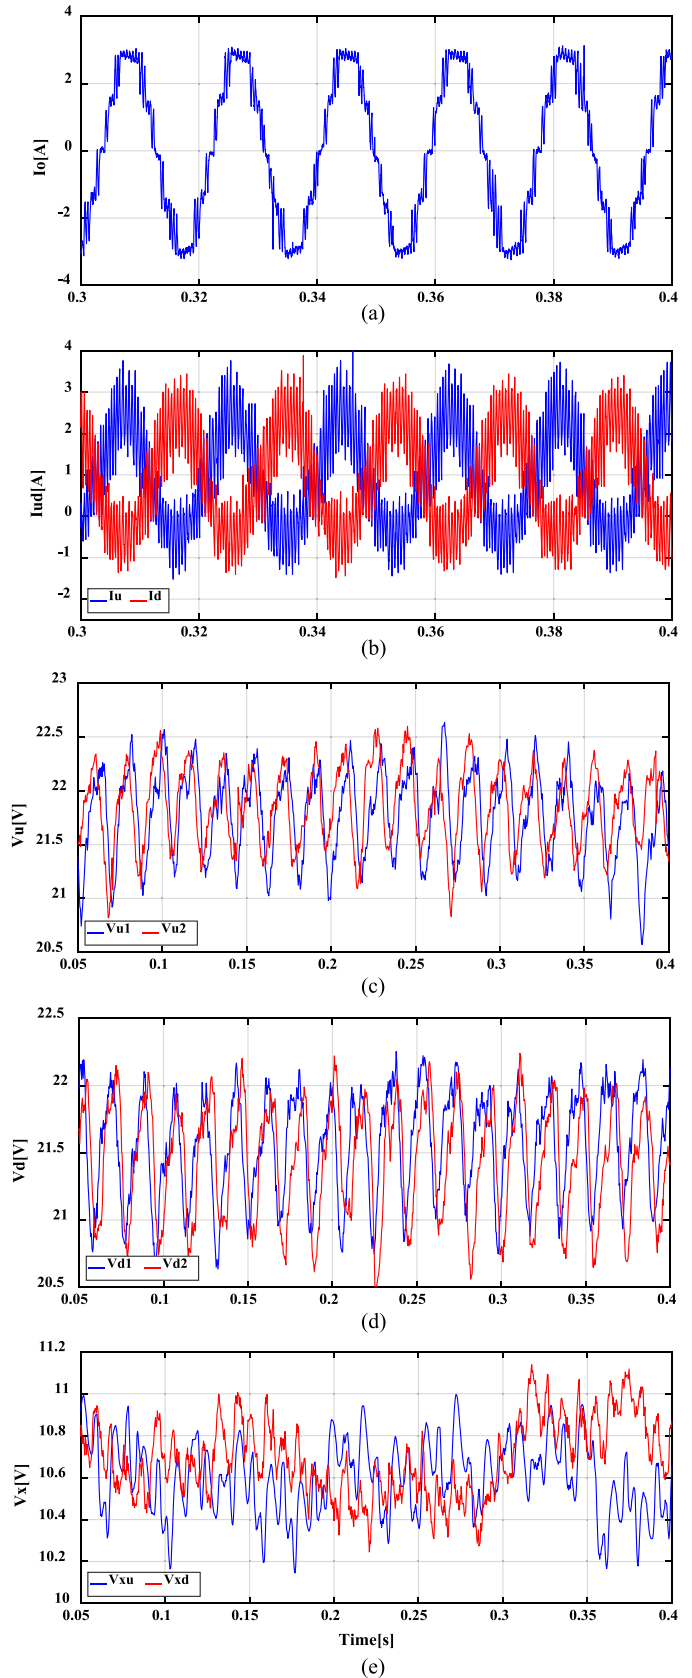 4
2
0
-2
-4
Io[A]
0.3 0.32 0.34 0.36 0.38 0.4
(a)
4
3
2
1
0
-1
-2
Iud[A]
Iu Id
0.3 0.32 0.34 0.36 0.38 0.4
(b)
23
22.5
22
21.5
21
20.5
Vu[V]
Vu1 Vu2
0.05 0.1 0.15 0.2 0.25 0.3 0.35 0.4
(c)
22.5
22
21.5
21
20.5
Vd[V]
Vd1 Vd2
0.05 0.1 0.15 0.2 0.25 0.3 0.35 0.4
(d)
11.2
11
10.8
10.6
10.4
10.2
10
Vx[V]
Vxu Vxd
0.05 0.1 0.15 0.2 0.25 0.3 0.35 0.4
Time[s]
(e)